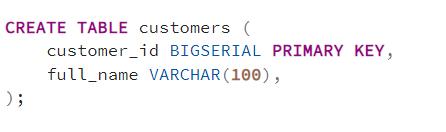 CREATE TABLE customers (
    customer_id BIGSERIAL PRIMARY KEY,
    full_name VARCHAR(100),
);